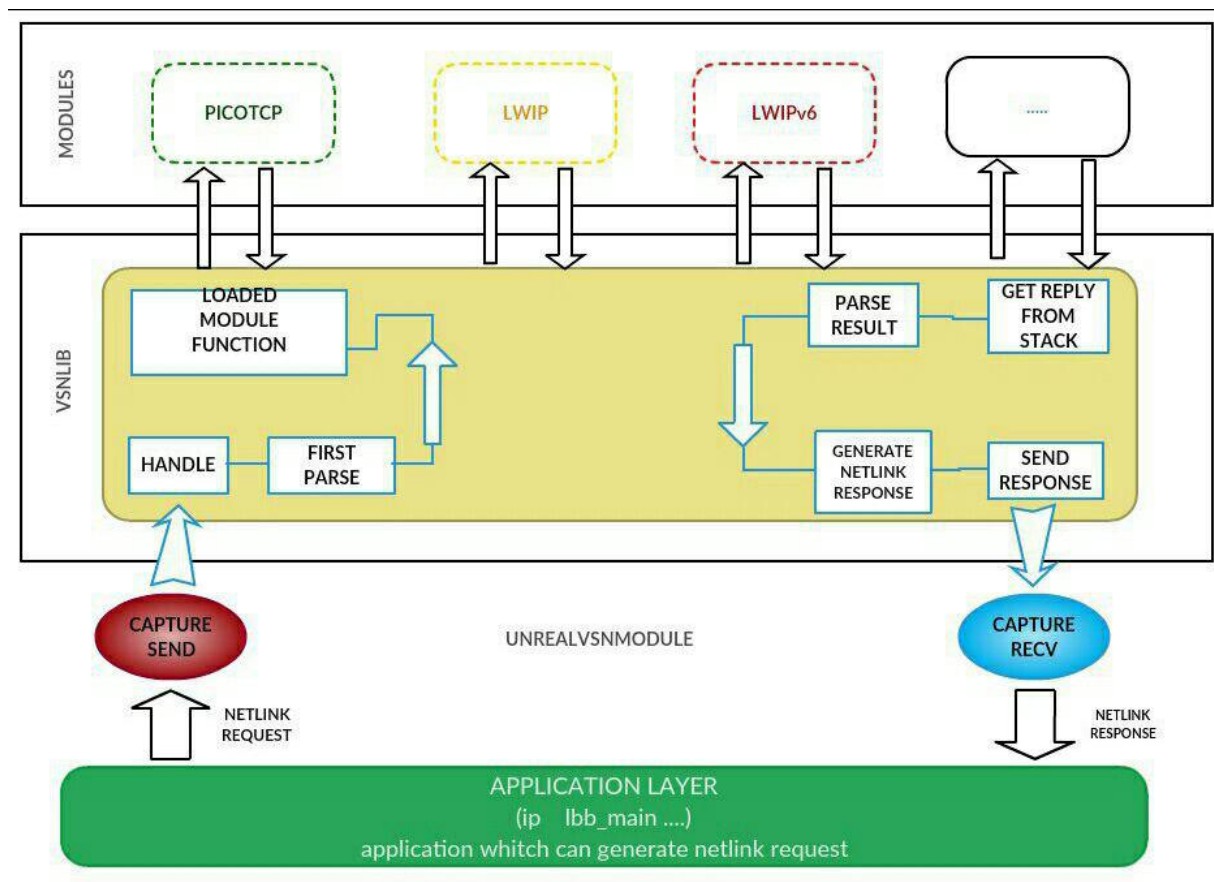 MODULES
PICOTCP
LWIP
LWIPv6
.....
VSNLIB
LOADED
MODULE
FUNCTION
PARSE
RESULT
GET REPLY
FROM
STACK
HANDLE
FIRST
PARSE
GENERATE
NETLINK
RESPONSE
SEND
RESPONSE
CAPTURE
SEND
UNREALVSNMODULE
CAPTURE
RECV
NETLINK
REQUEST
NETLINK
RESPONSE
APPLICATION LAYER
(ip lbb_main ....)
application whitch can generate netlink request